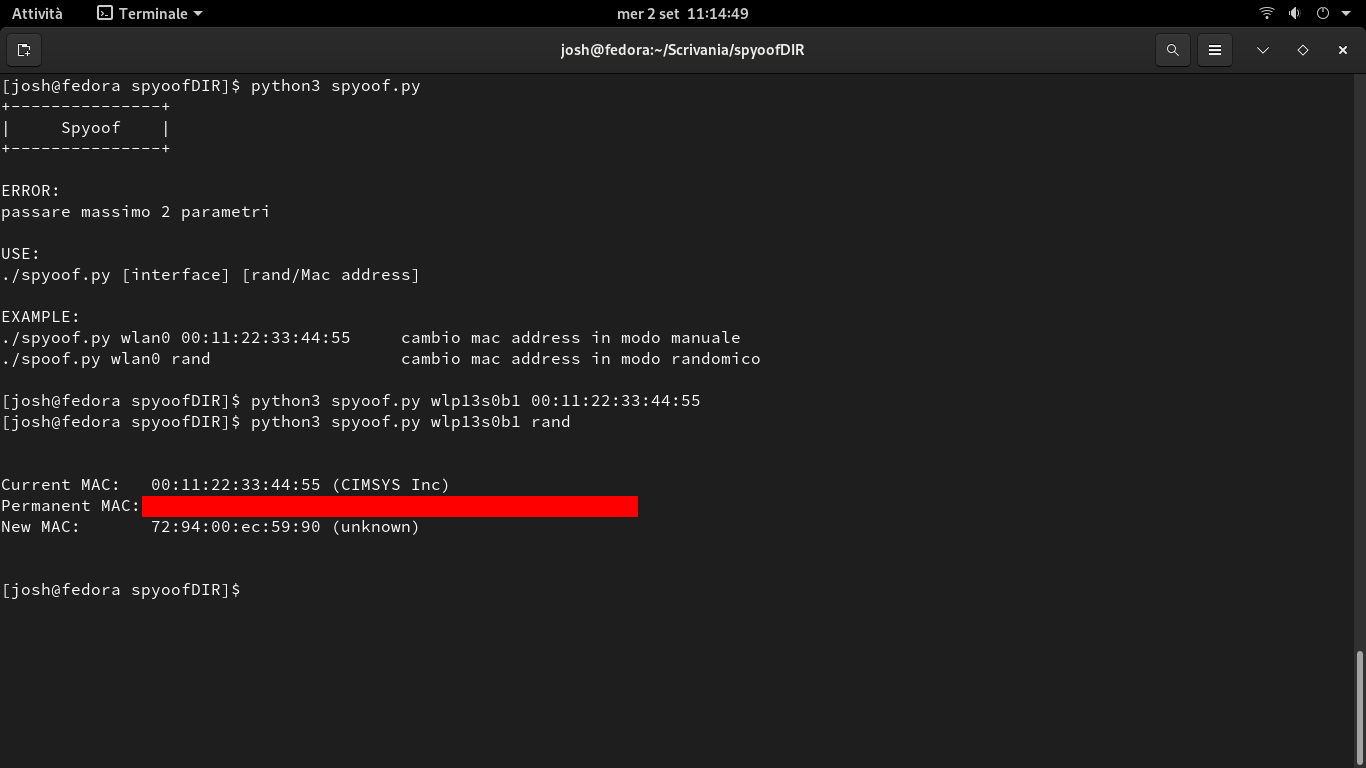 Attività Terminale mer 2 set 11:14:49
josh@fedora:~/Scrivania/spyoofDIR
[josh@fedora spyoofDIR]$ python3 spyoof.py
+---------------+
|     Spyoof    |
+---------------+
ERROR:
passare massimo 2 parametri
USE:
./spyoof.py [interface] [rand/Mac address]
EXAMPLE:
./spyoof.py wlan0 00:11:22:33:44:55     cambio mac address in modo manuale
./spoof.py wlan0 rand                   cambio mac address in modo randomico
[josh@fedora spyoofDIR]$ python3 spyoof.py wlp13s0b1 00:11:22:33:44:55
[josh@fedora spyoofDIR]$ python3 spyoof.py wlp13s0b1 rand
Current MAC:   00:11:22:33:44:55 (CIMSYS Inc)
Permanent MAC:
New MAC:       72:94:00:ec:59:90 (unknown)
[josh@fedora spyoofDIR]$